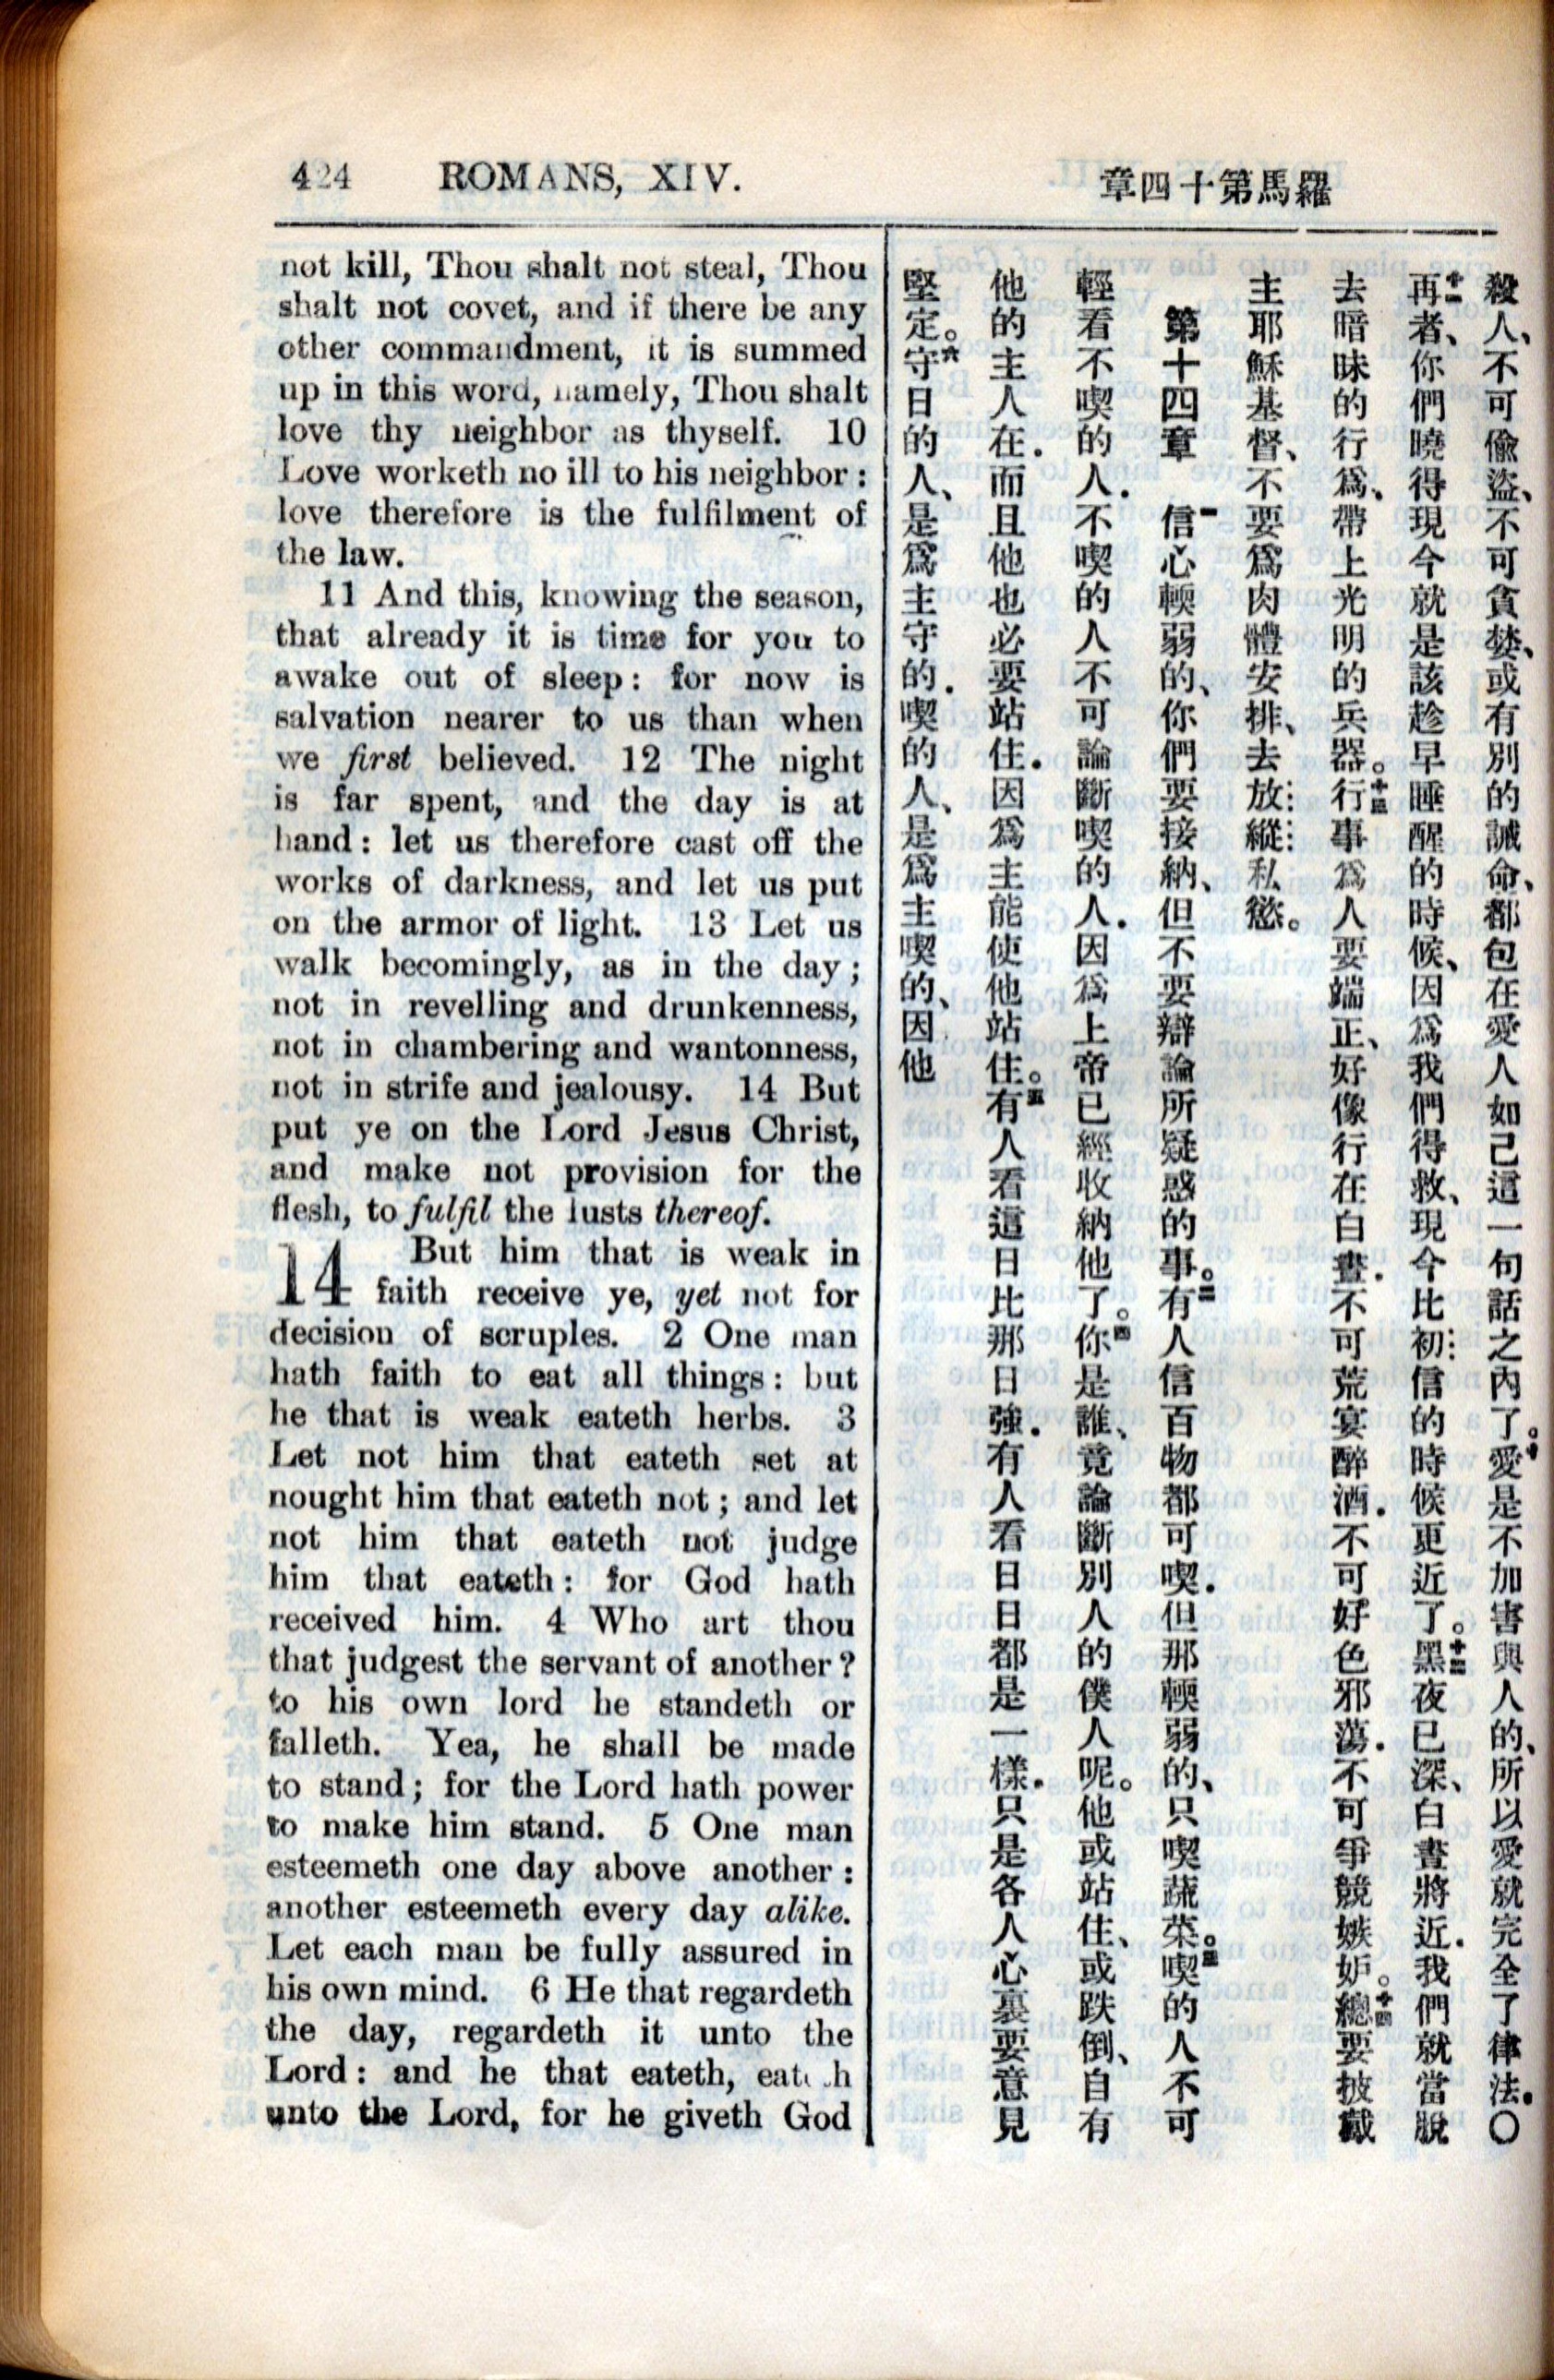 424 ROMANS, XIV.
羅馬第十四章
not kill, Thou shalt not steal, Thou
shalt not covet, and if there be any
other commandment, it is summed
up in this word, namely, Thou shalt
love thy neighbor as thyself. 10
Love worketh no ill to his neighbor :
love therefore is the fulfilment of
the law.
11 And this, knowing the season,
that already it is time for you to
awake out of sleep: for now is
salvation nearer to us than when
we first believed. 12 The night
is far spent, and the day is at
hand: let us therefore cast off the
works of darkness, and let us put
on the armor of light. 13 Let us
walk becomingly, as in the day;
not in revelling and drunkenness,
not in chambering and wantonness,
not in strife and jealousy. 14 But
put ye on the Lord Jesus Christ,
and make not provision for the
flesh, to fulfil the lusts thereof.
14 But him that is weak in
faith receive ye, yet not for
decision of scruples. 2 One man
hath faith to eat all things: but
he that is weak eateth herbs. 3
Let not him that eateth set at
nought him that eateth not; and let
not him that eateth not judge
him that eateth: for God hath
received him. 4 Who art thou
that judgest the servant of another?
to his own lord he standeth or
falleth. Yea, he shall be made
to stand; for the Lord hath power
to make him stand. 5 One man
esteemeth one day above another :
another esteemeth every day alike.
Let each man be fully assured in
his own mind. 6 He that regardeth
the day, regardeth it unto the
Lord: and he that eateth, eateth
unto the Lord, for he giveth God
殺人、不可偸盜、不可貪婪、或有別的誡命、都包在愛人如己這一句話之內了。十愛是不加害與人的、所以愛就完全了律法．〇
十一再者、你們曉得現今就是該趁早睡醒的時候、因爲我們得救、現今比初信的時候更近了。十二黑夜已深、白晝將近．我們就當脫
去暗昧的行爲、帶上光明的兵器。十三行事爲人要端正、好像行在白晝．不可荒宴醉酒．不可好色邪蕩．不可爭競嫉妒。十四總要披戴
主耶穌基督、不要爲肉體安排、去放縱私慾。
第十四章 一信心輭弱的、你們要接納、但不要辯論所疑惑的事。二有人信百物都可喫．但那輭弱的、只喫蔬菜。三喫的人不可
輕看不喫的人．不喫的人不可論斷喫的人．因爲上帝已經收納他了。四你是誰、竟論斷別人的僕人呢。他或站住、或跌倒、自有
他的主人在．而且他也必要站住．因爲主能使他站住。五有人看這日比那日強．有人看日日都是一樣．只是各人心裏要意見
堅定。六守日的人、是爲主守的．喫的人、是爲主喫的、因他